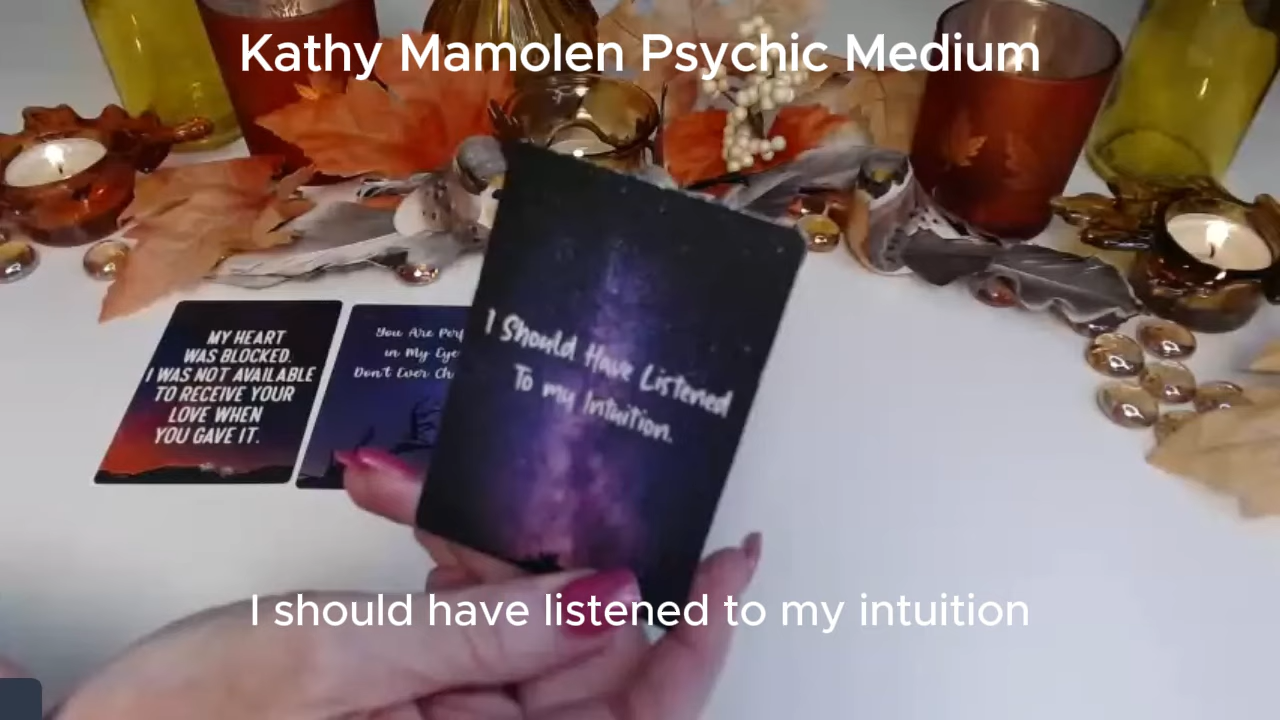 Kathy Mamolen Psychic Medium
MY HEART
WAS BLOCKED.
I WAS NOT AVAILABLE
TO RECEIVE YOUR
LOVE WHEN
YOU GAVE IT.
You Are
in My
Don't Ever
I Should Have Listened
To my Intuition.
I should have listened to my intuition